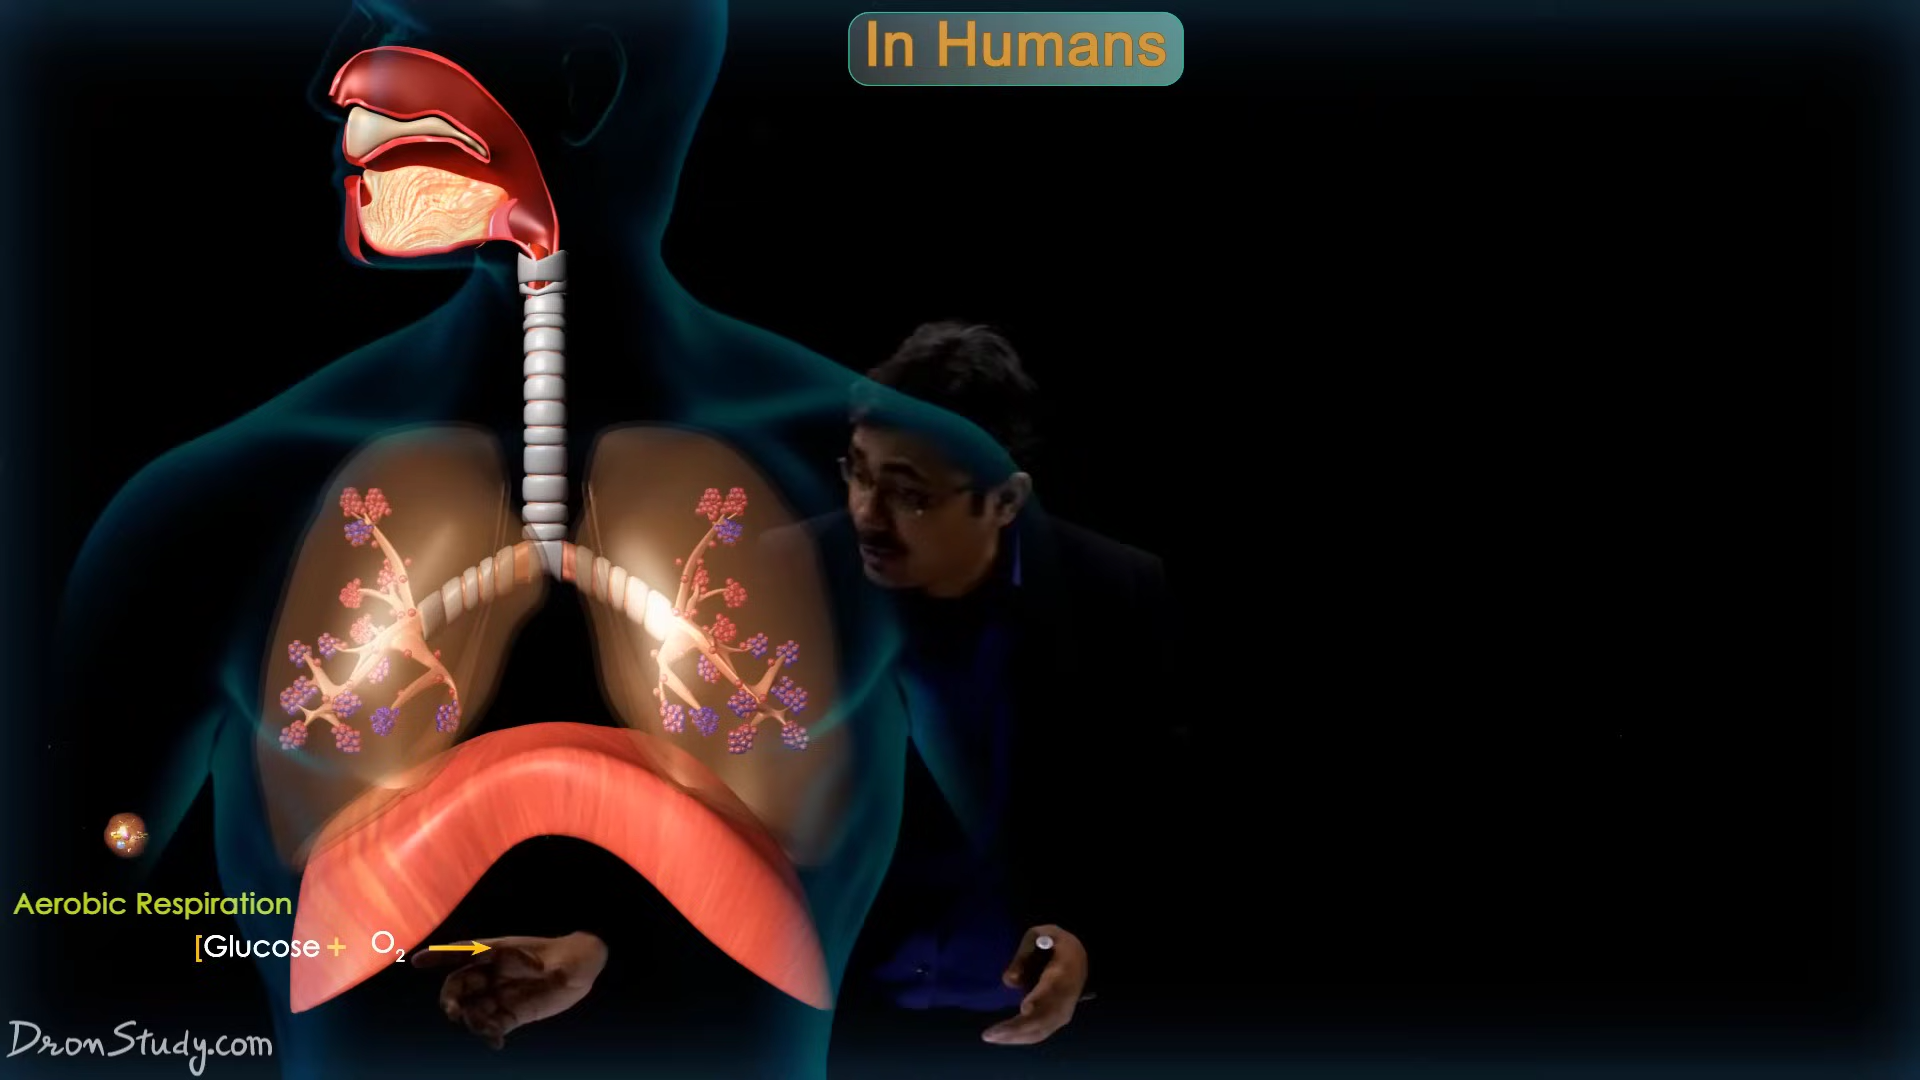 In Humans
Aerobic Respiration
[Glucose + O₂ →
DronStudy.com